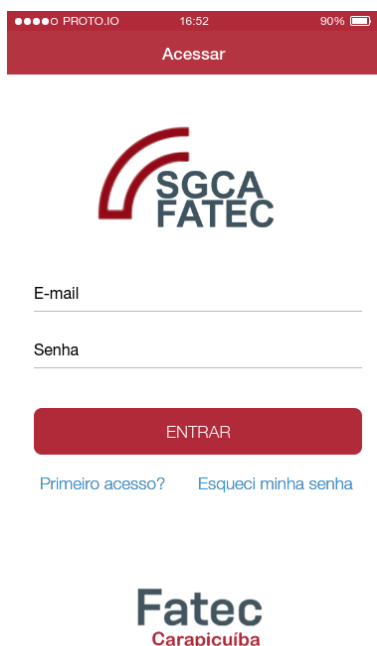 PROTO.IO 16:52 90%
Acessar
SGCA
FATEC
E-mail
Senha
ENTRAR
Primeiro acesso? Esqueci minha senha
Fatec
Carapicuíba